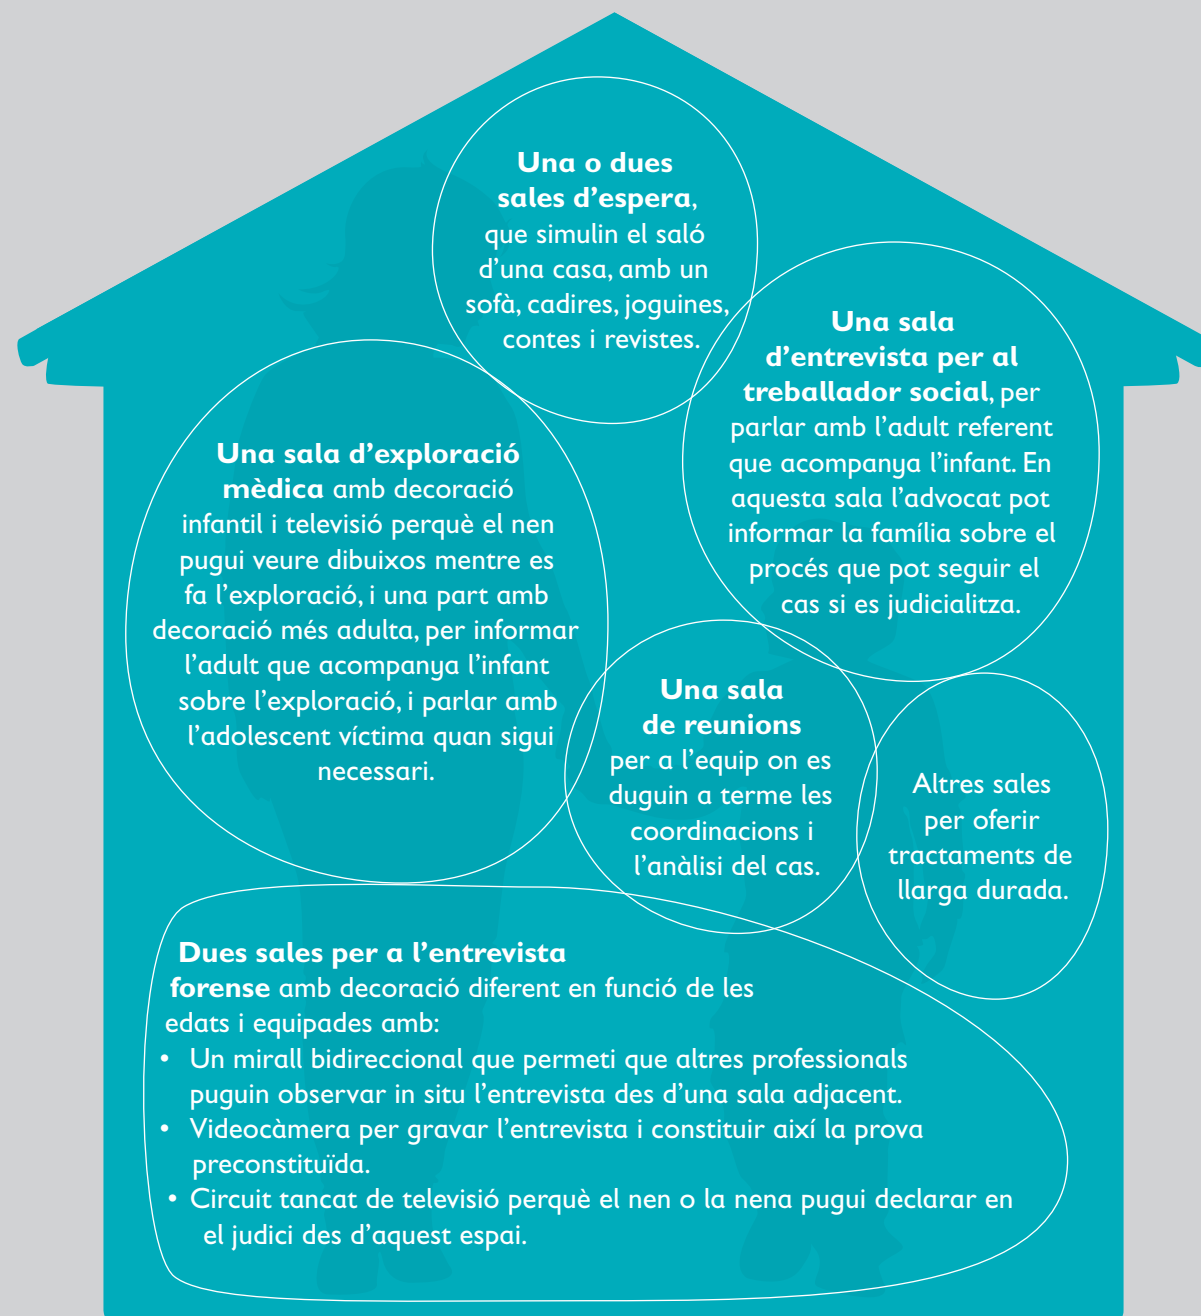 Una o dues
sales d’espera,
que simulin el saló
d’una casa, amb un
sofà, cadires, joguines,
contes i revistes.
Una sala
d’entrevista per al
treballador social, per
parlar amb l’adult referent
que acompanya l’infant. En
aquesta sala l’advocat pot
informar la família sobre el
procés que pot seguir el
cas si es judicialitza.
Una sala d’exploració
mèdica amb decoració
infantil i televisió perquè el nen
pugui veure dibuixos mentre es
fa l’exploració, i una part amb
decoració més adulta, per informar
l’adult que acompanya l’infant
sobre l’exploració, i parlar amb
l’adolescent víctima quan sigui
necessari.
Una sala
de reunions
per a l’equip on es
duguin a terme les
coordinacions i
l’anàlisi del cas.
Altres sales
per oferir
tractaments de
llarga durada.
Dues sales per a l’entrevista
forense amb decoració diferent en funció de les
edats i equipades amb:
• Un mirall bidireccional que permeti que altres professionals
puguin observar in situ l’entrevista des d’una sala adjacent.
• Videocàmera per gravar l’entrevista i constituir així la prova
preconstituïda.
• Circuit tancat de televisió perquè el nen o la nena pugui declarar en
el judici des d’aquest espai.